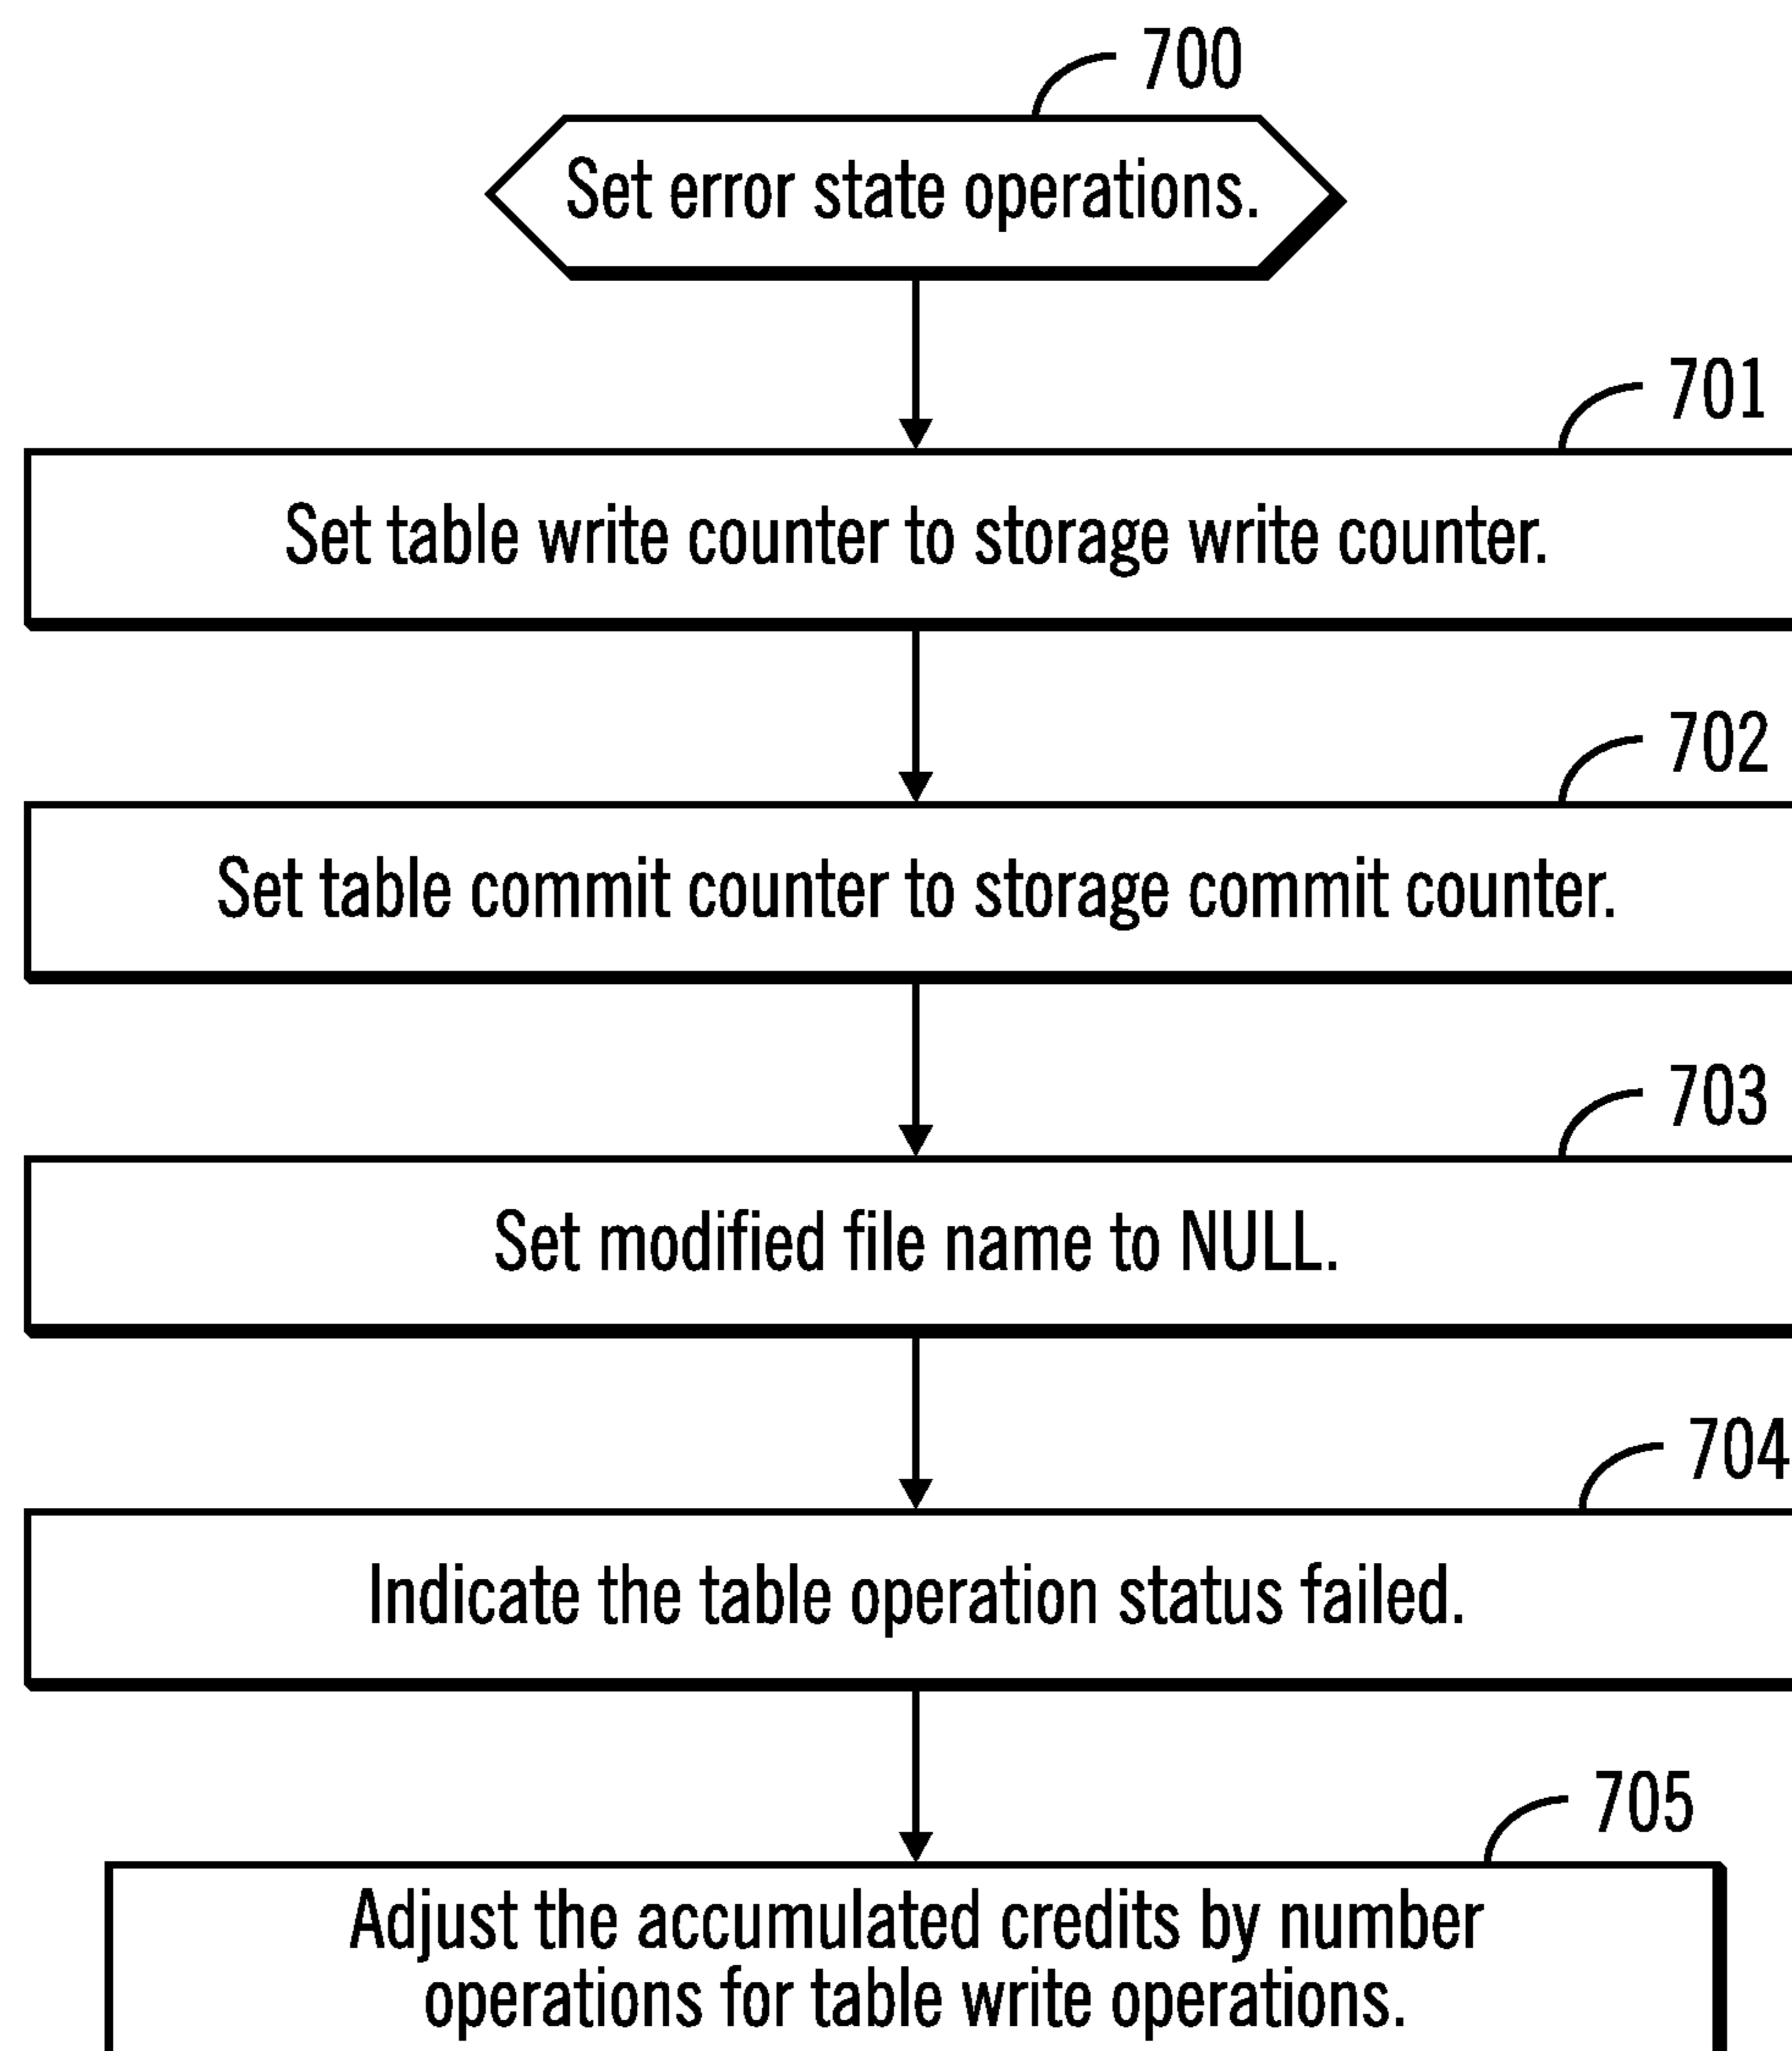 700
Set error state operations.
701
Set table write counter to storage write counter.
702
Set table commit counter to storage commit counter.
703
Set modified file name to NULL.
704
Indicate the table operation status failed.
705
Adjust the accumulated credits by number
operations for table write operations.